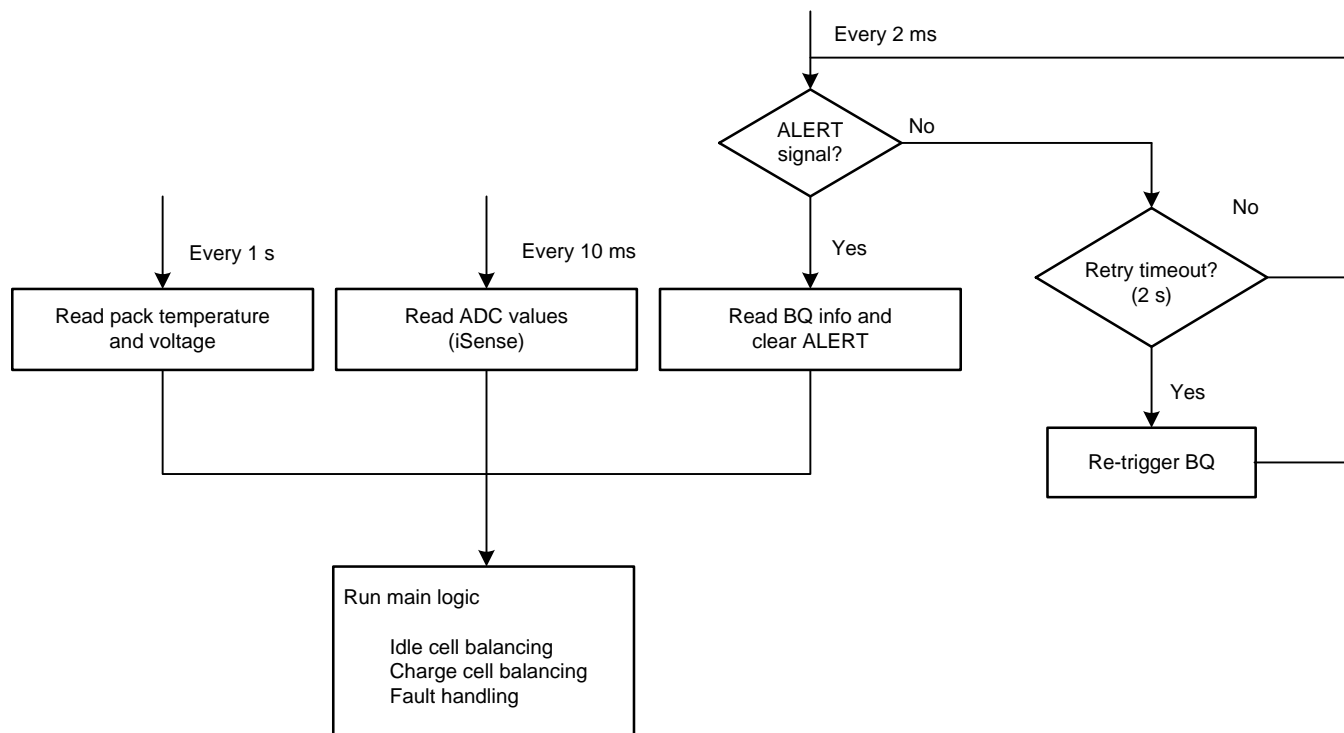 Every 2 ms
ALERT
signal?
No
No
Every 1 s
Every 10 ms
Yes
Retry timeout?
(2 s)
Read pack temperature
and voltage
Read ADC values
(iSense)
Read BQ info and
clear ALERT
Yes
Re-trigger BQ
Run main logic
Idle cell balancing
Charge cell balancing
Fault handling